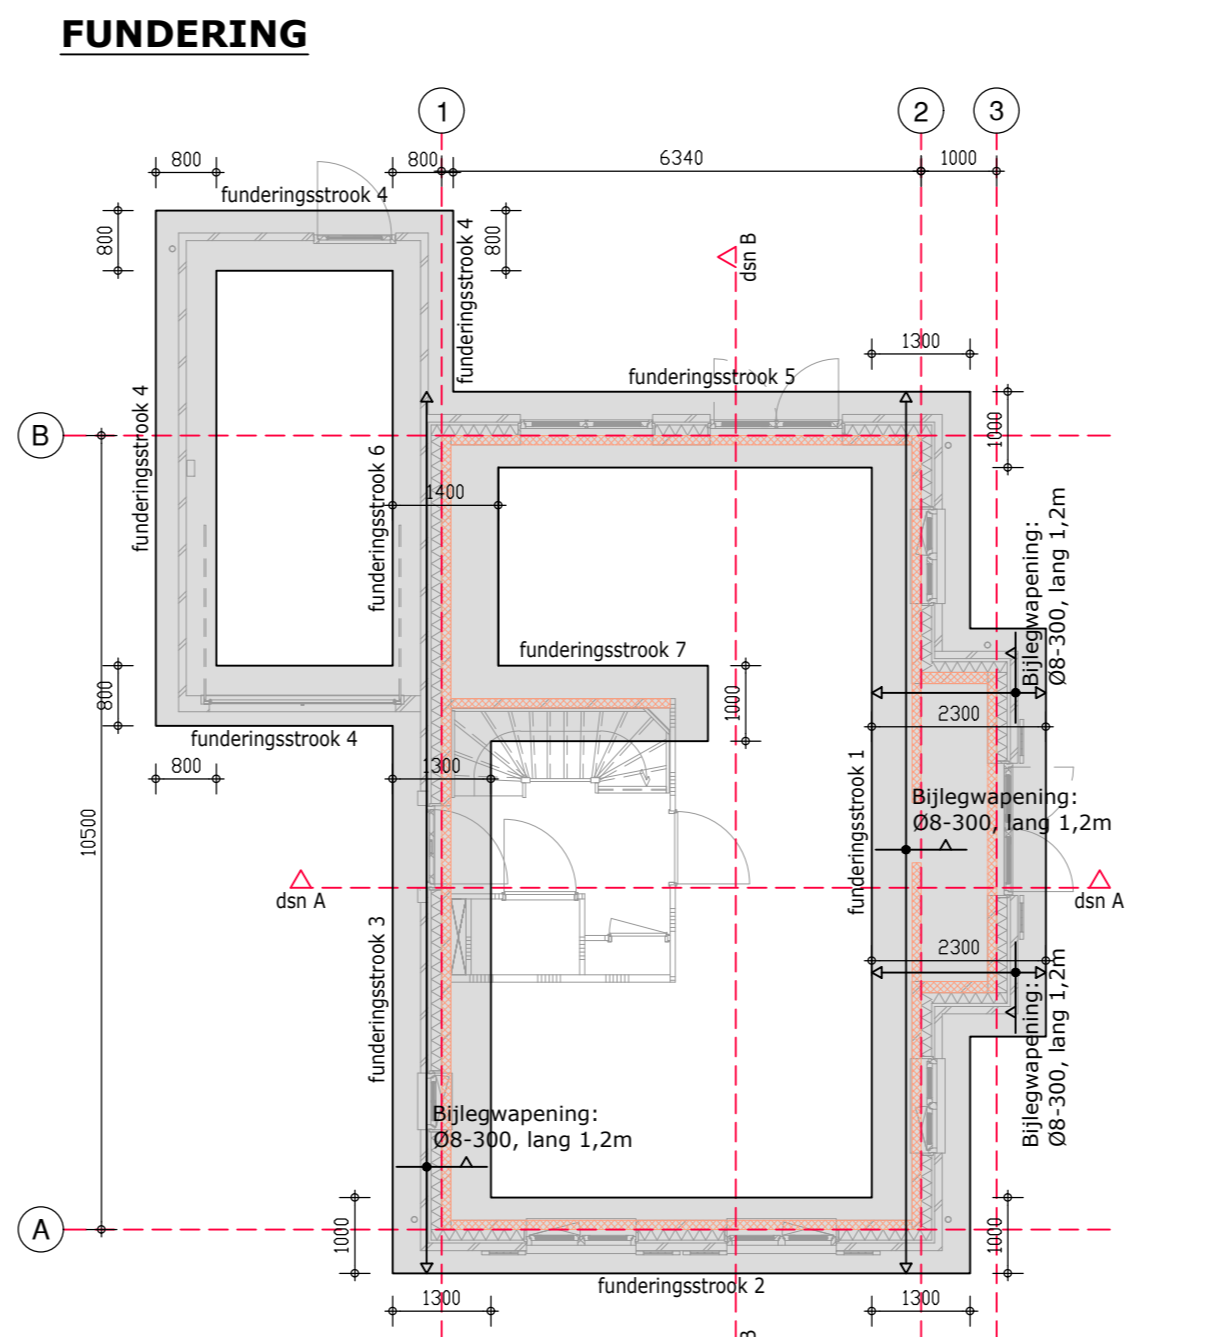 FUNDERING
1
2
3
800
800
6340
1000
funderingsstrook 4
800
800
funderingsstrook 4
dsn B
1300
funderingsstrook 5
funderingsstrook 4
1000
B
funderingsstrook 6
1400
Bijlegwapening:
Ø8-300, lang 1,2m
funderingsstrook 7
800
1000
2300
funderingsstrook 4
800
1300
10500
funderingsstrook 1
Bijlegwapening:
Ø8-300, lang 1,2m
dsn A
dsn A
funderingsstrook 3
2300
Bijlegwapening:
Ø8-300, lang 1,2m
Bijlegwapening:
Ø8-300, lang 1,2m
A
1000
1000
funderingsstrook 2
1300
1300
B